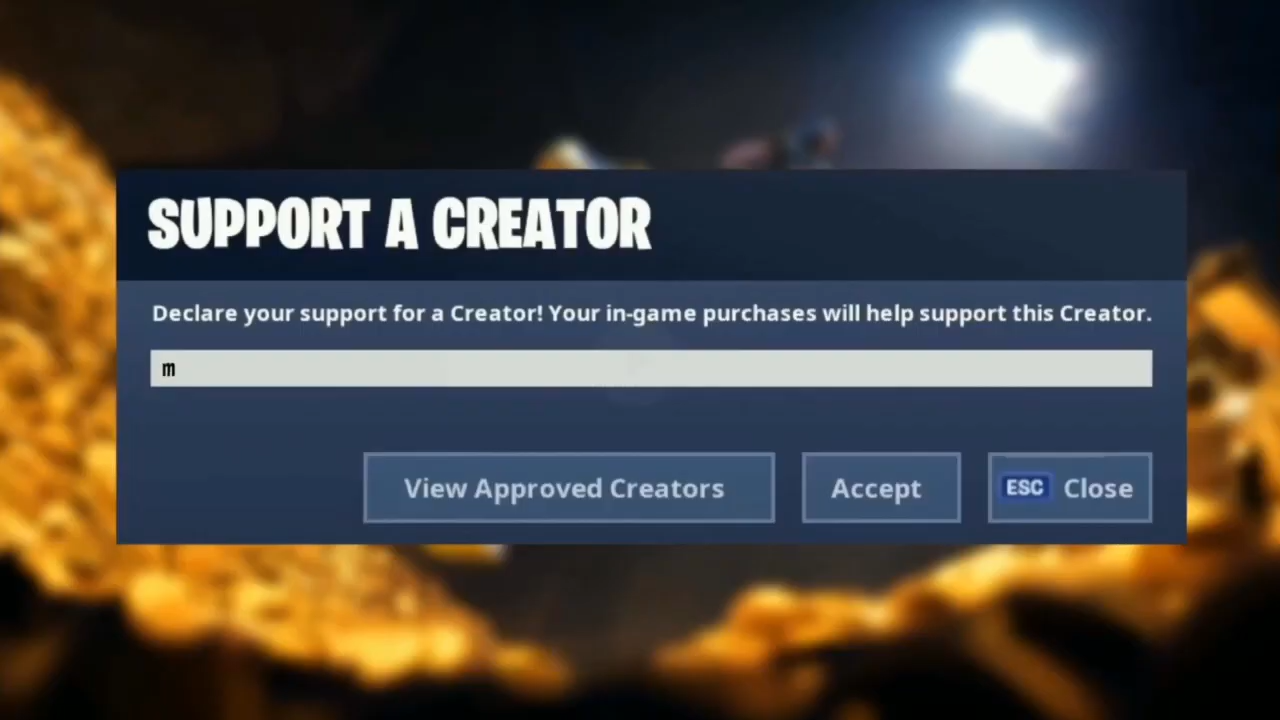 SUPPORT A CREATOR
Declare your support for a Creator! Your in-game purchases will help support this Creator.
m
View Approved Creators
Accept
ESC Close